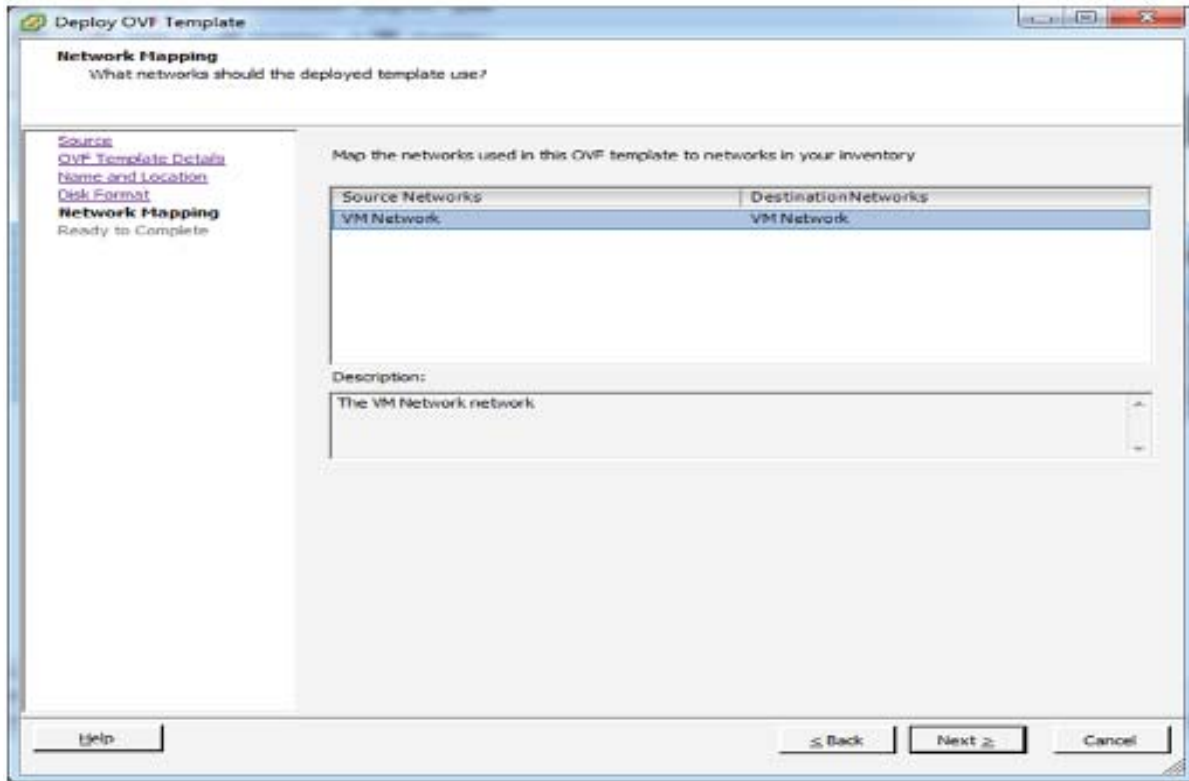 Deploy OVF Template
Network Mapping
What networks should the deployed template use?
Source
OVF Template Details
Name and Location
Disk Format
Network Mapping
Ready to Complete
Map the networks used in this OVF template to networks in your inventory
Source Networks DestinationNetworks
VM Network VM Network
Description:
The VM Network network
Help
≤ Back Next ≥ Cancel